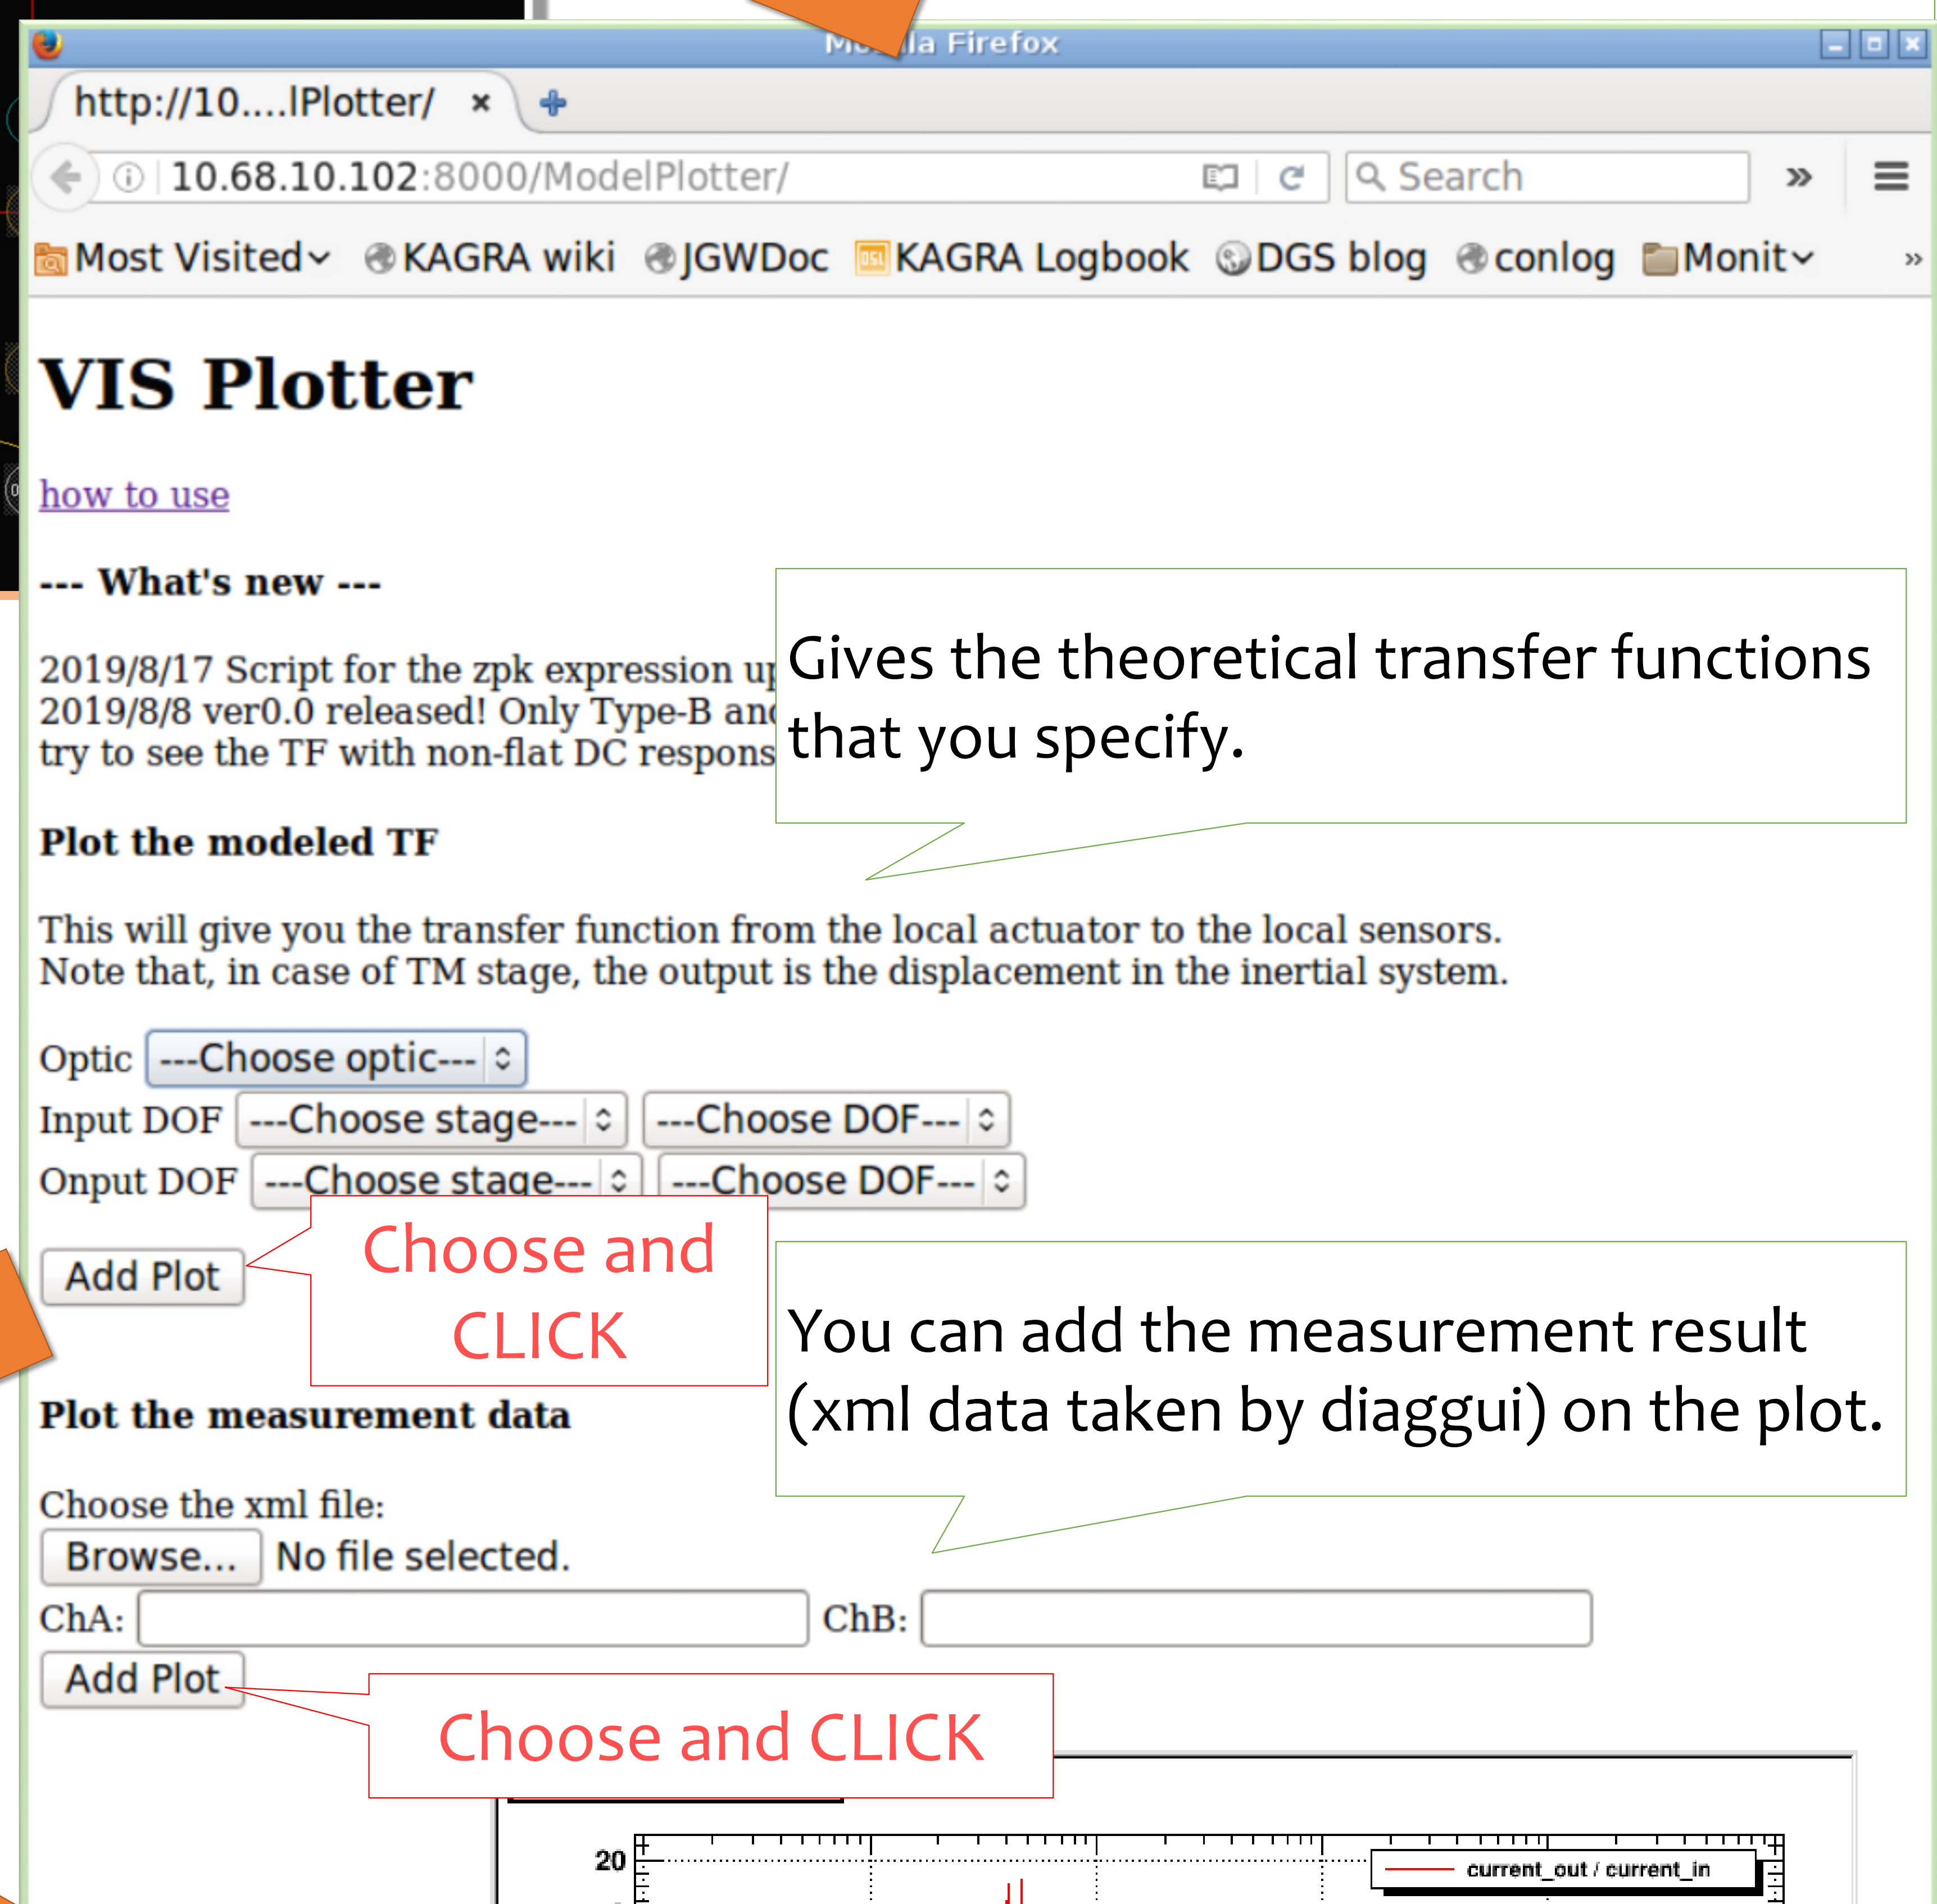 Firefox
http://10....lPlotter/
10.68.10.102:8000/ModelPlotter/
Search
Most Visited KAGRA wiki JGWDoc KAGRA Logbook DGS blog conlog Monit
VIS Plotter
how to use
--- What's new ---
2019/8/17 Script for the zpk expression
2019/8/8 ver0.0 released! Only Type-B
try to see the TF with non-flat DC
Gives the theoretical transfer functions
that you specify.
Plot the modeled TF
This will give you the transfer function from the local actuator to the local sensors.
Note that, in case of TM stage, the output is the displacement in the inertial system.
Optic ---Choose optic---
Input DOF ---Choose stage--- ---Choose DOF---
Onput DOF ---Choose stage--- ---Choose DOF---
Add Plot
Choose and
CLICK
You can add the measurement result
(xml data taken by diaggui) on the plot.
Plot the measurement data
Choose the xml file:
Browse... No file selected.
ChA: ChB:
Add Plot
Choose and CLICK
20
current_out / current_in